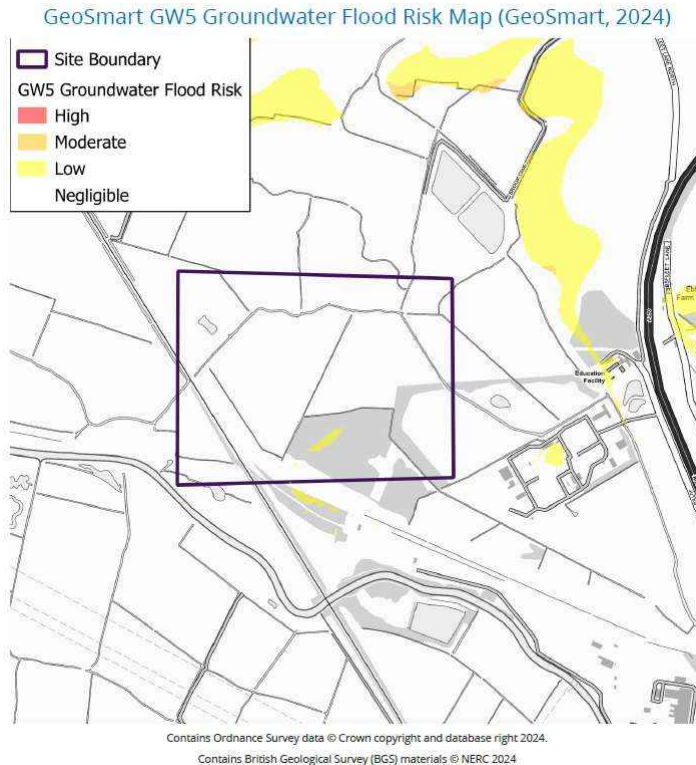 GeoSmart GW5 Groundwater Flood Risk Map (GeoSmart, 2024)
Site Boundary
GW5 Groundwater Flood Risk
High
Moderate
Low
Negligible
Education
Facility
Contains Ordnance Survey data © Crown copyright and database right 2024.
Contains British Geological Survey (BGS) materials © NERC 2024